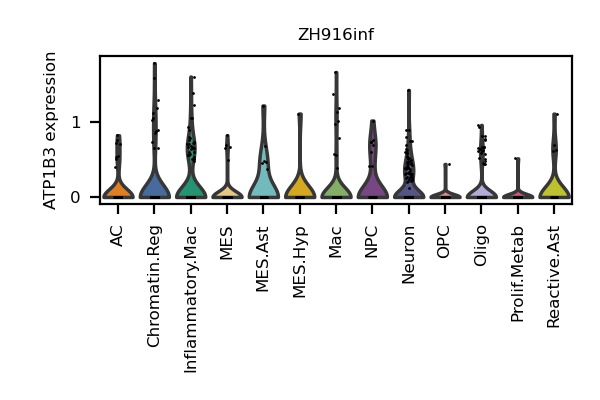 ZH916inf
ATP1B3 expression
1
0
AC
Chromatin.Reg
Inflammatory.Mac
MES
MES.Ast
MES.Hyp
Mac
NPC
Neuron
OPC
Oligo
Prolif.Metab
Reactive.Ast